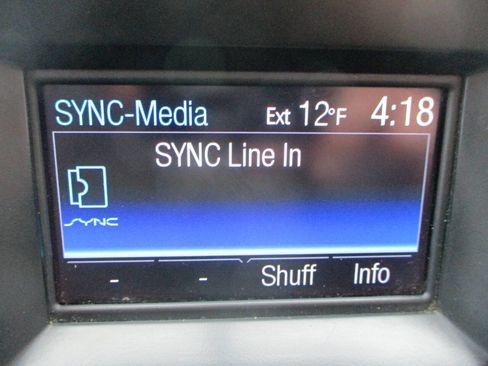 SYNC-Media Ext 12°F 4:18
SYNC Line In
SYNC
- - Shuff Info